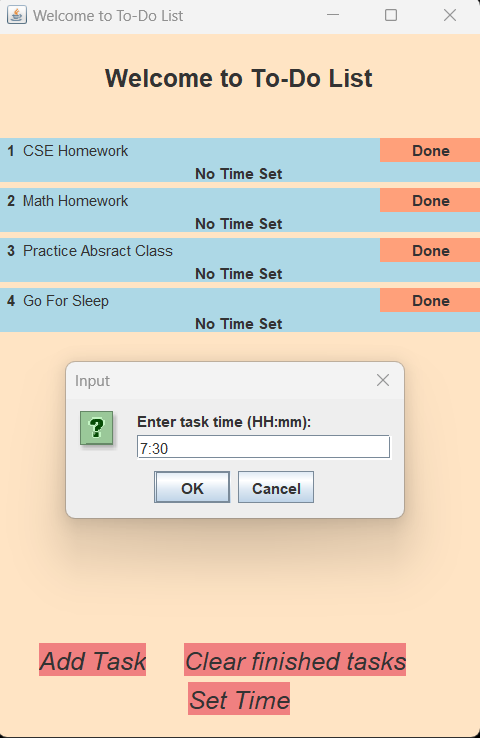 Welcome to To-Do List
Welcome to To-Do List
1 CSE Homework Done
No Time Set
2 Math Homework Done
No Time Set
3 Practice Absract Class Done
No Time Set
4 Go For Sleep Done
No Time Set
Input
?
Enter task time (HH:mm):
7:30
OK Cancel
Add Task Clear finished tasks
Set Time